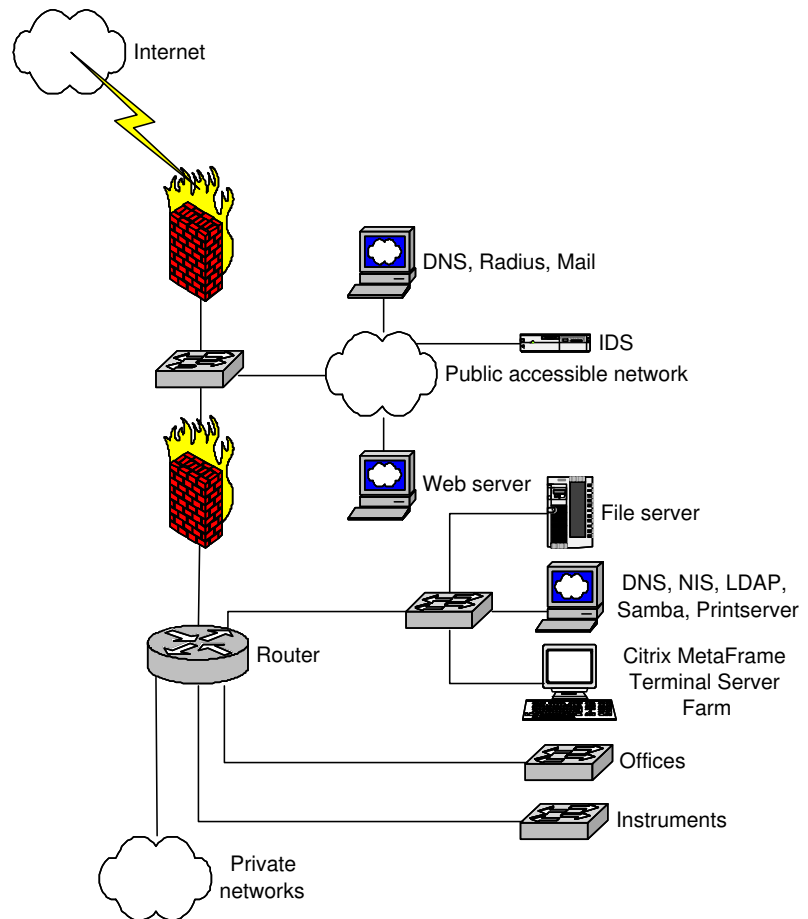 Internet
DNS, Radius, Mail
IDS
Public accessible network
Web server
File server
DNS, NIS, LDAP,
Samba, Printserver
Router
Citrix MetaFrame
Terminal Server
Farm
Offices
Instruments
Private
networks